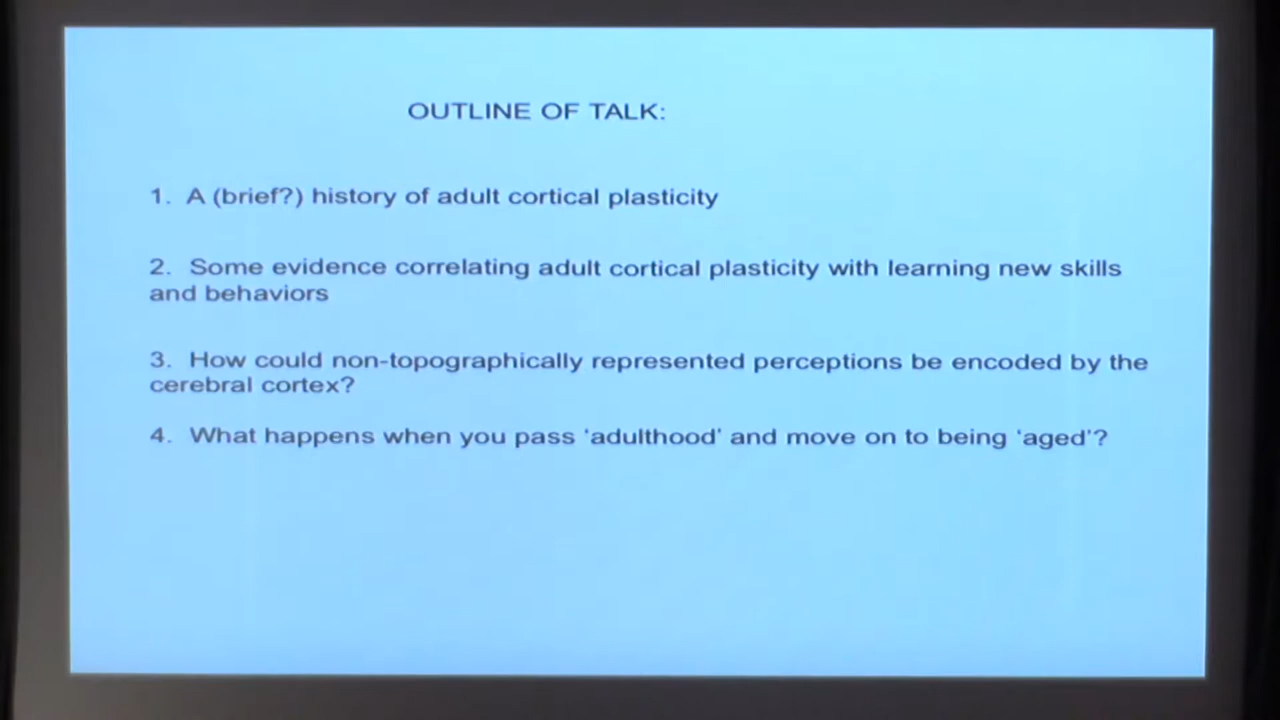 OUTLINE OF TALK:
1. A (brief?) history of adult cortical plasticity
2. Some evidence correlating adult cortical plasticity with learning new skills
and behaviors
3. How could non-topographically represented perceptions be encoded by the
cerebral cortex?
4. What happens when you pass ‘adulthood’ and move on to being ‘aged’?